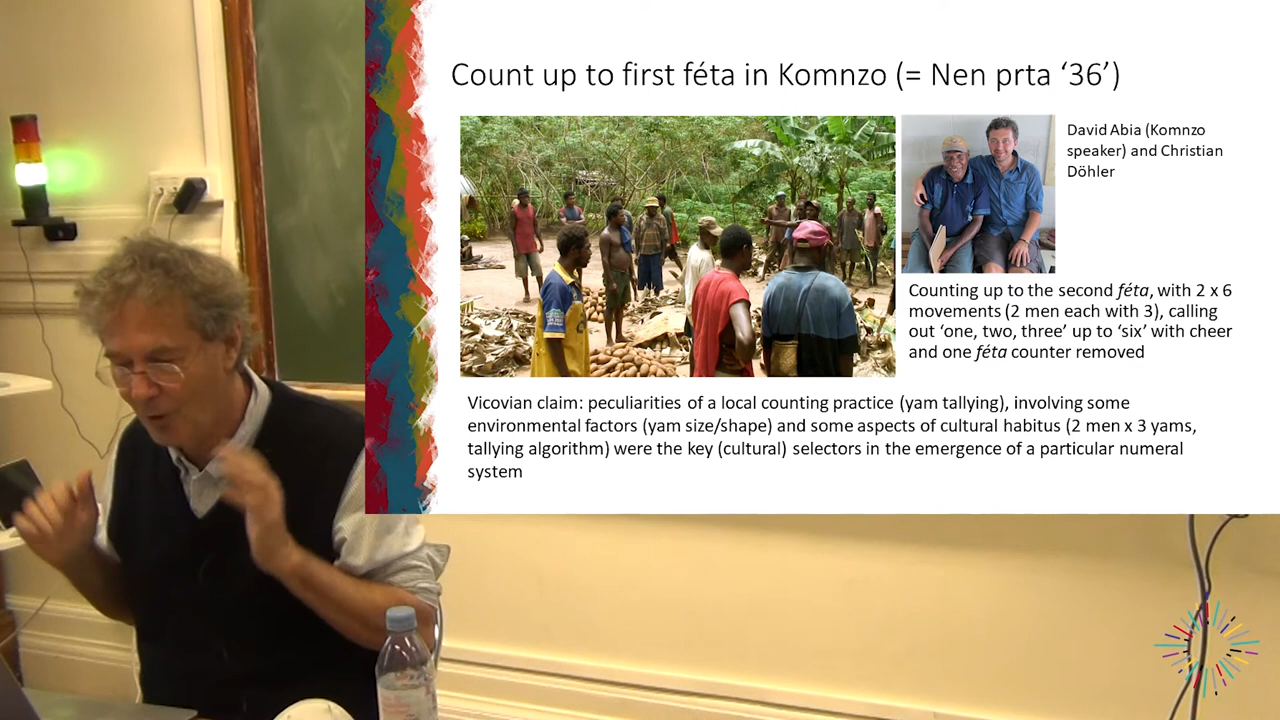 Count up to first féta in Komnzo (= Nen prta ‘36’)
David Abia (Komnzo
speaker) and Christian
Döhler
Counting up to the second féta, with 2 x 6
movements (2 men each with 3), calling
out ‘one, two, three’ up to ‘six’ with cheer
and one féta counter removed
Vicovian claim: peculiarities of a local counting practice (yam tallying), involving some
environmental factors (yam size/shape) and some aspects of cultural habitus (2 men x 3 yams,
tallying algorithm) were the key (cultural) selectors in the emergence of a particular numeral
system